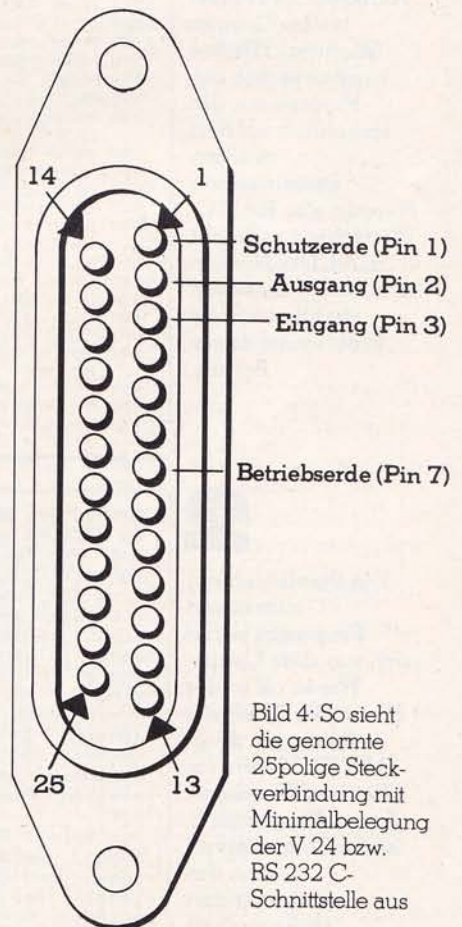 14
1
Schutzerde (Pin 1)
Ausgang (Pin 2)
Eingang (Pin 3)
Betriebserde (Pin 7)
25
13
Bild 4: So sieht
die genormte
25polige Steck-
verbindung mit
Minimalbelegung
der V 24 bzw.
RS 232 C-
Schnittstelle aus